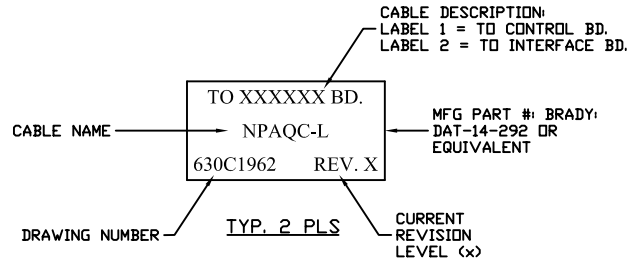 CABLE DESCRIPTION:
LABEL 1 = TO CONTROL BD.
LABEL 2 = TO INTERFACE BD.
TO XXXXXX BD.
CABLE NAME
NPAQC-L
MFG PART #: BRADY:
DAT-14-292 OR
EQUIVALENT
630C1962 REV. X
DRAWING NUMBER
TYP. 2 PLS
CURRENT
REVISION
LEVEL (x)